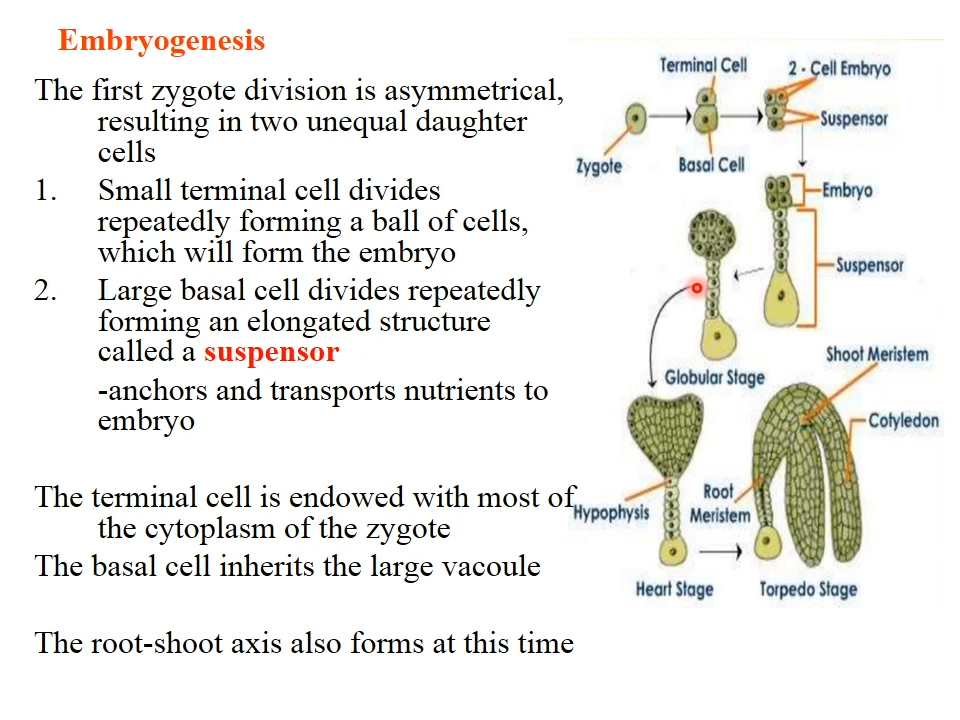 Embryogenesis
The first zygote division is asymmetrical,
resulting in two unequal daughter
cells
1. Small terminal cell divides
repeatedly forming a ball of cells,
which will form the embryo
2. Large basal cell divides repeatedly
forming an elongated structure
called a suspensor
-anchors and transports nutrients to
embryo
The terminal cell is endowed with most of
the cytoplasm of the zygote
The basal cell inherits the large vacoule
The root-shoot axis also forms at this time
Terminal Cell
2 - Cell Embryo
Suspensor
Zygote
Basal Cell
Embryo
Suspensor
Globular Stage
Shoot Meristem
Cotyledon
Root
Meristem
Hypophysis
Heart Stage
Torpedo Stage